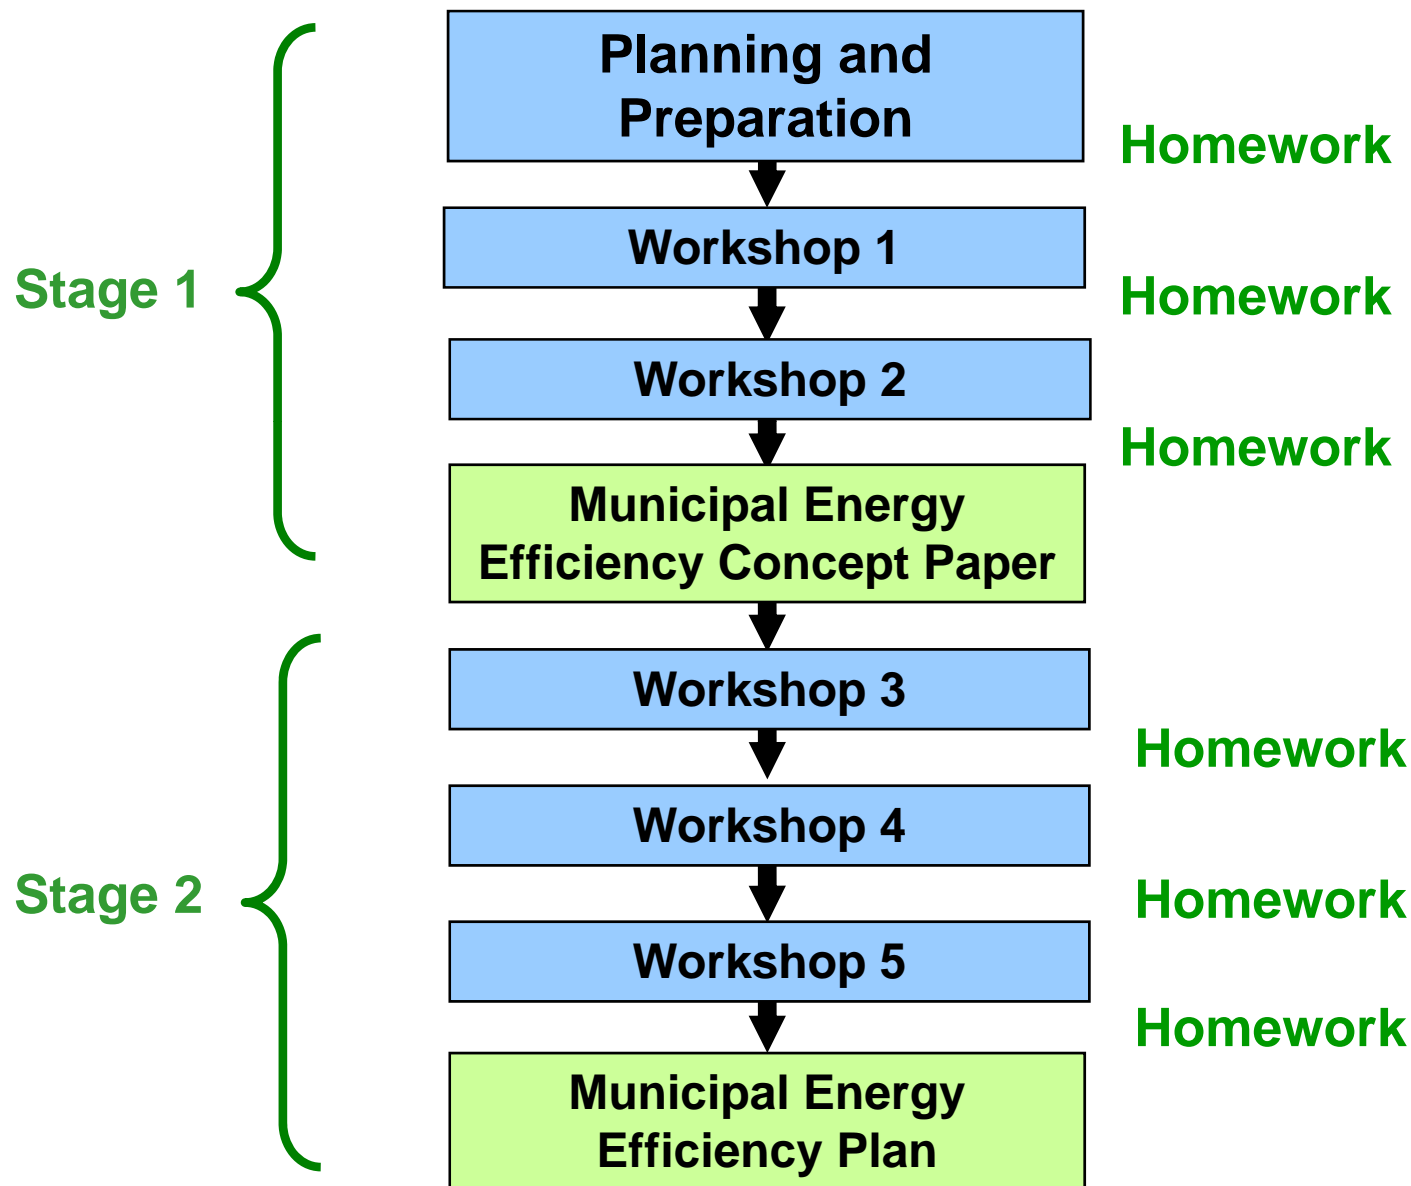 Planning and
Preparation
Homework
Workshop 1
Stage 1
Homework
Workshop 2
Homework
Municipal Energy
Efficiency Concept Paper
Workshop 3
Homework
Workshop 4
Stage 2
Homework
Workshop 5
Homework
Municipal Energy
Efficiency Plan